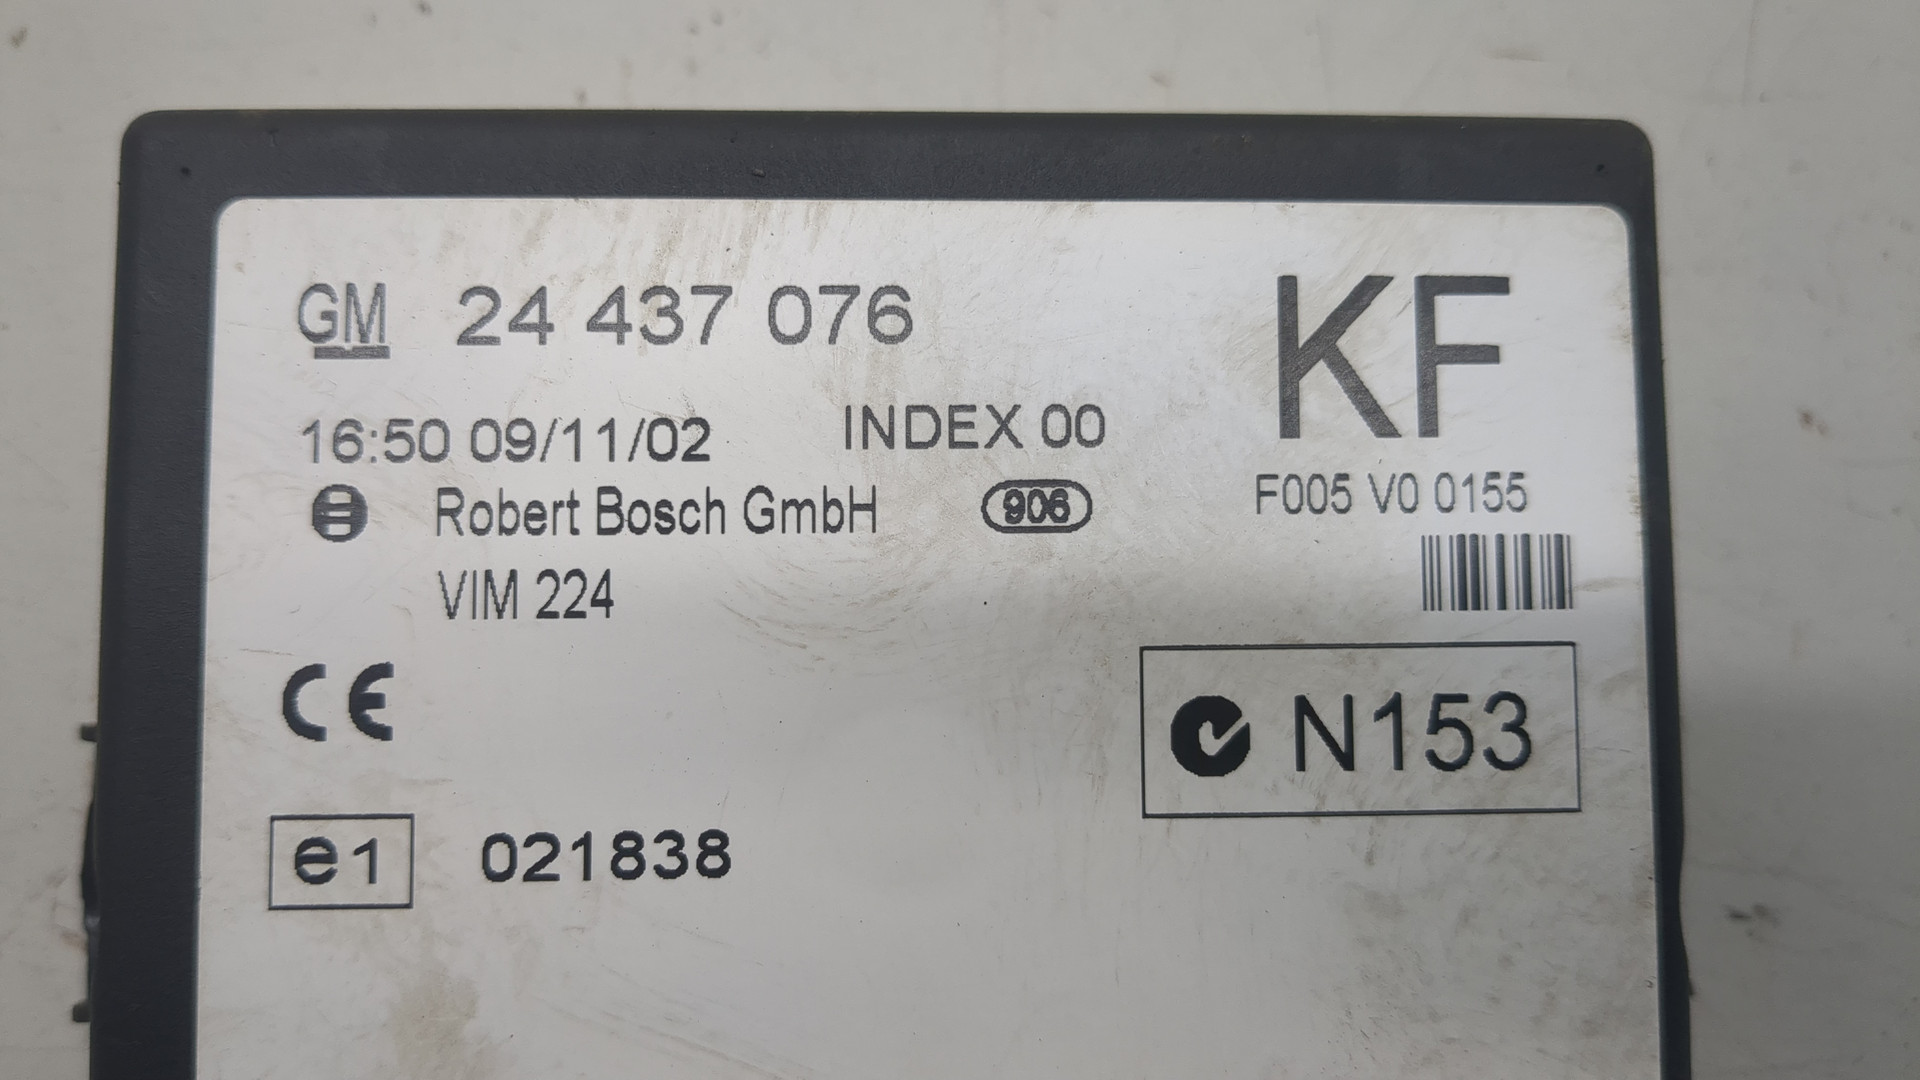 GM 24 437 076
KF
16:50 09/11/02 INDEX 00
Robert Bosch GmbH 906 F005 V0 0155
VIM 224
CE
N153
e1 021838